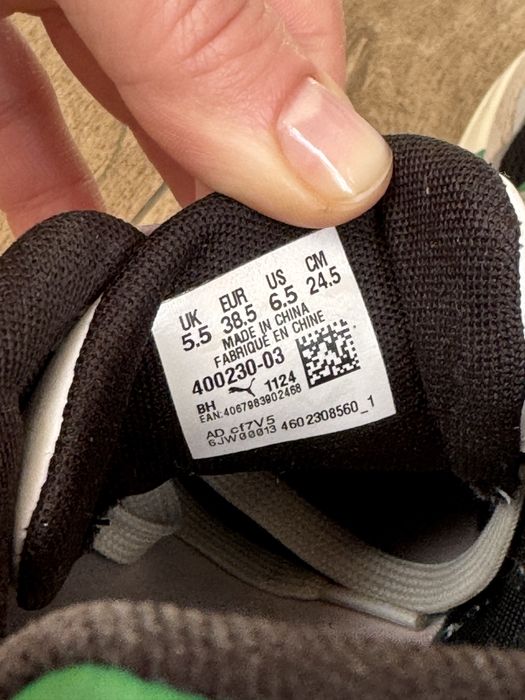 UK EUR US CM
5.5 38.5 6.5 24.5
MADE IN CHINA
FABRIQUE EN CHINE
400230-03
BH 1124
EAN:4067983902468
AD cf7V5
6JW00013 4602308560_1